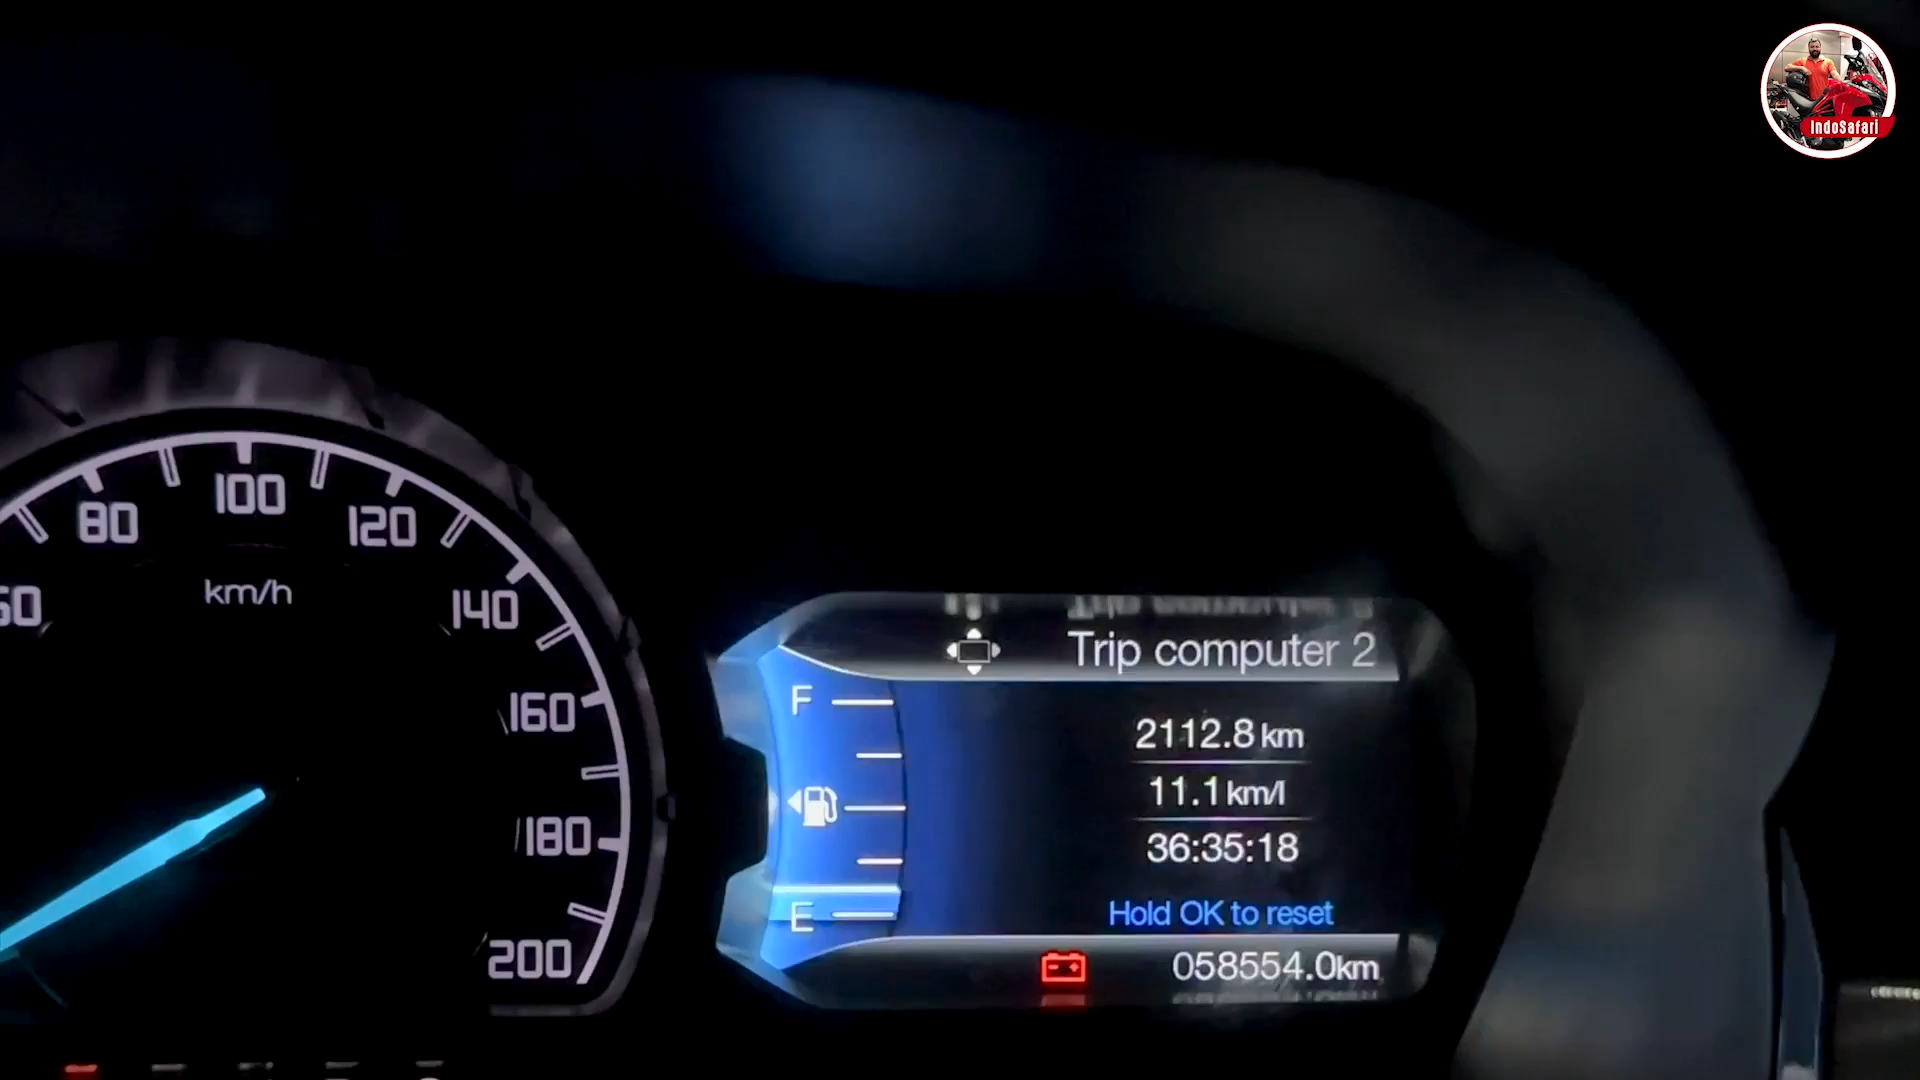 IndoSafari
60
80
100
120
140
160
180
200
km/h
Trip computer 2
F
E
2112.8 km
11.1 km/l
36:35:18
Hold OK to reset
058554.0km